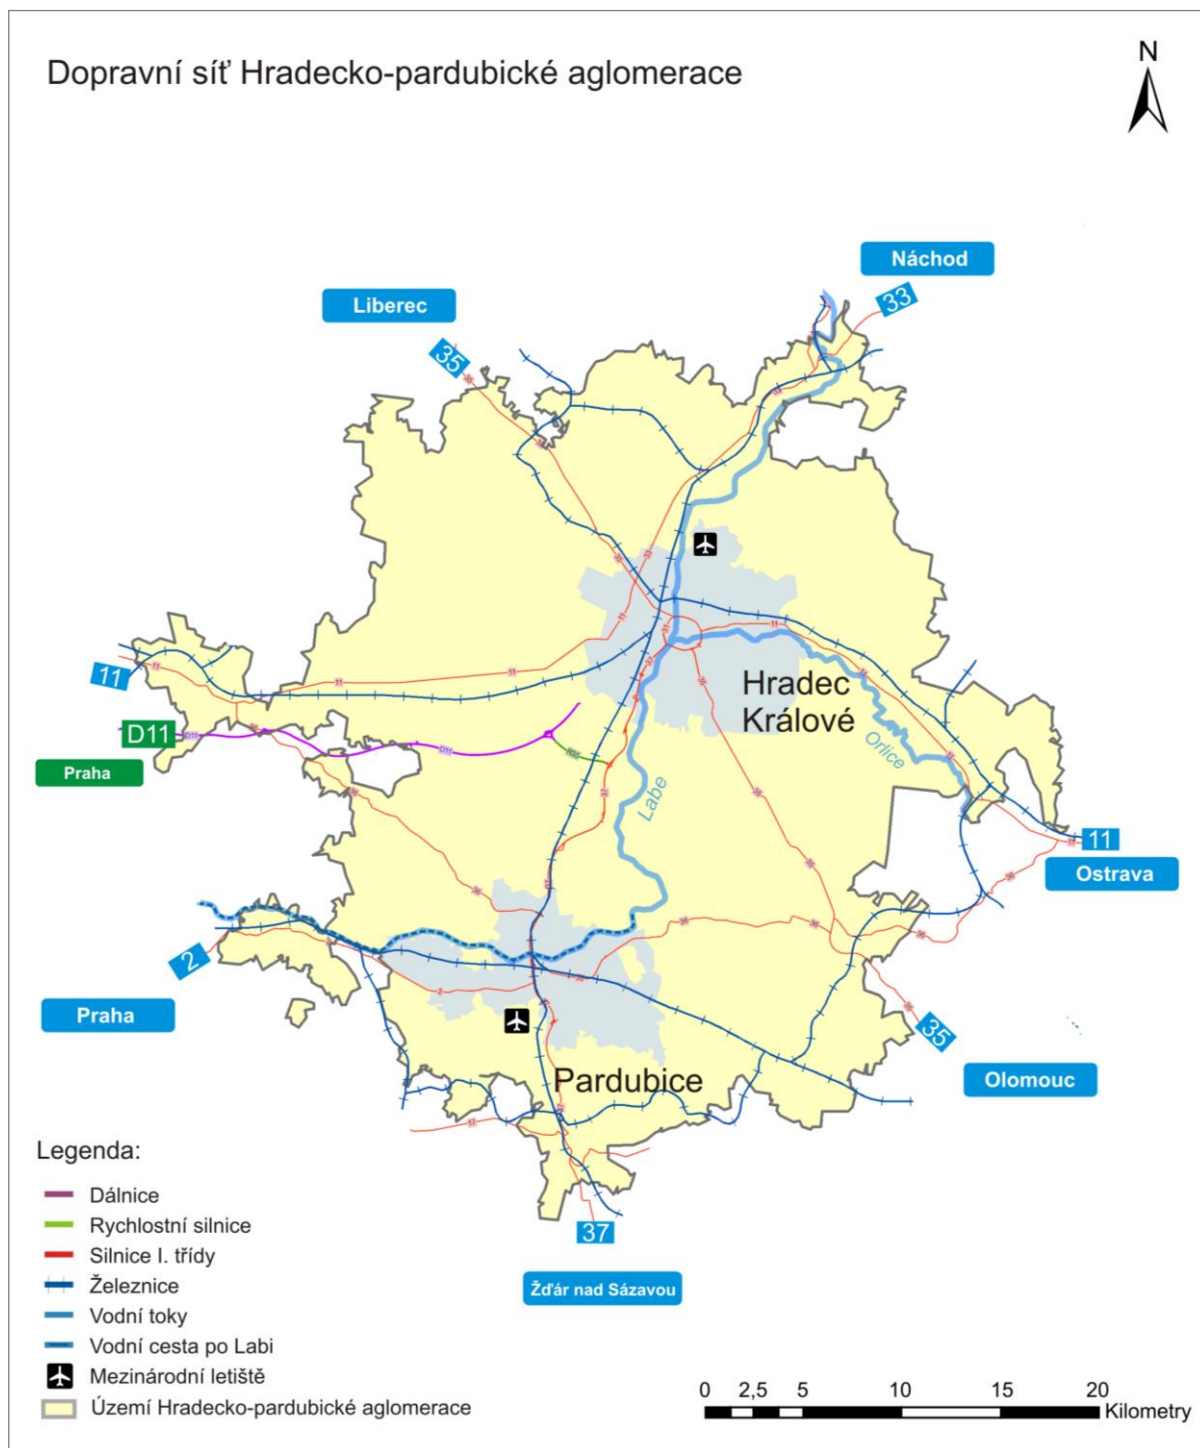 Dopravní síť Hradecko-pardubické aglomerace
N
Náchod
33
Liberec
35
11
D11
Praha
Hradec
Králové
Orlice
Labe
11
Ostrava
2
Praha
35
Olomouc
Pardubice
37
Žďár nad Sázavou
Legenda:
Dálnice
Rychlostní silnice
Silnice I. třídy
Železnice
Vodní toky
Vodní cesta po Labi
Mezinárodní letiště
Území Hradecko-pardubické aglomerace
0 2,5 5 10 15 20
Kilometry